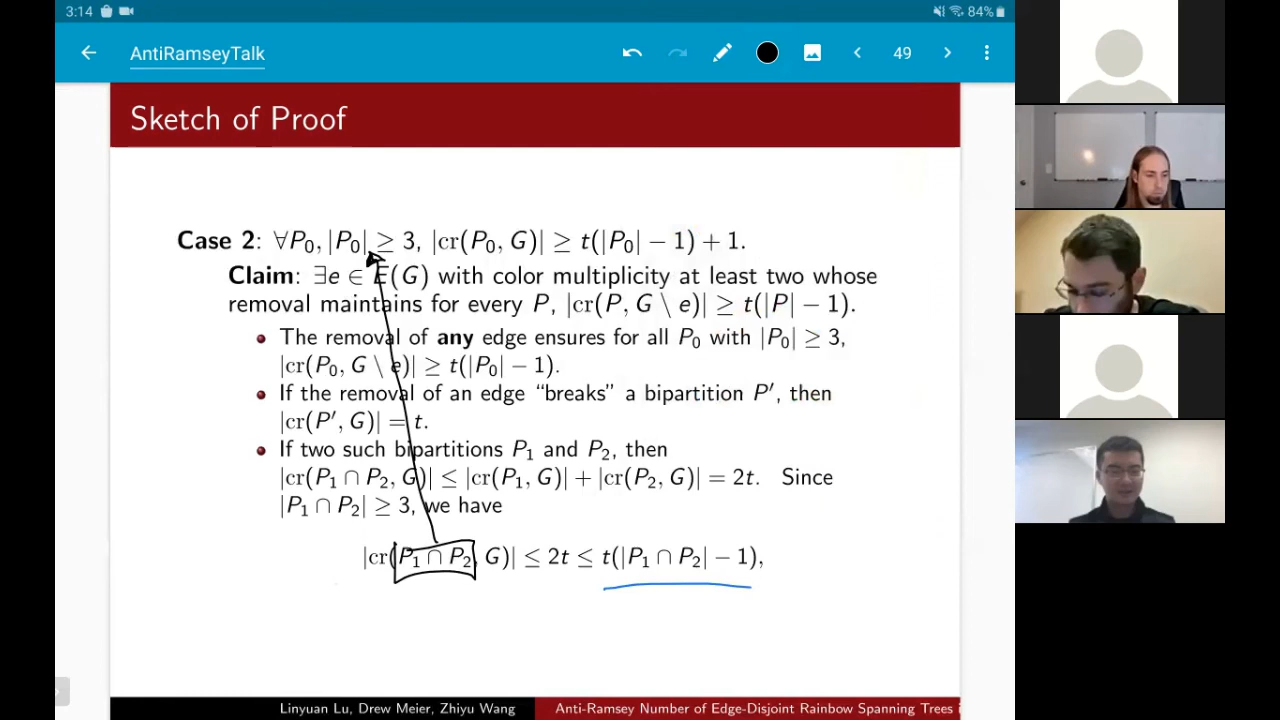 3:14
84%
AntiRamseyTalk
49
Sketch of Proof
Case 2: ∀P₀, |P₀| ≥ 3, |cr(P₀, G)| ≥ t(|P₀| − 1) + 1.
Claim: ∃e ∈ E(G) with color multiplicity at least two whose
removal maintains for every P, |cr(P, G \ e)| ≥ t(|P| − 1).
• The removal of any edge ensures for all P₀ with |P₀| ≥ 3,
|cr(P₀, G \ e)| ≥ t(|P₀| − 1).
• If the removal of an edge “breaks” a bipartition P′, then
|cr(P′, G)| = t.
• If two such bipartitions P₁ and P₂, then
|cr(P₁ ∩ P₂, G)| ≤ |cr(P₁, G)| + |cr(P₂, G)| = 2t. Since
|P₁ ∩ P₂| ≥ 3, we have
|cr(P₁ ∩ P₂, G)| ≤ 2t ≤ t(|P₁ ∩ P₂| − 1),
Linyuan Lu, Drew Meier, Zhiyu Wang
Anti-Ramsey Number of Edge-Disjoint Rainbow Spanning Trees i